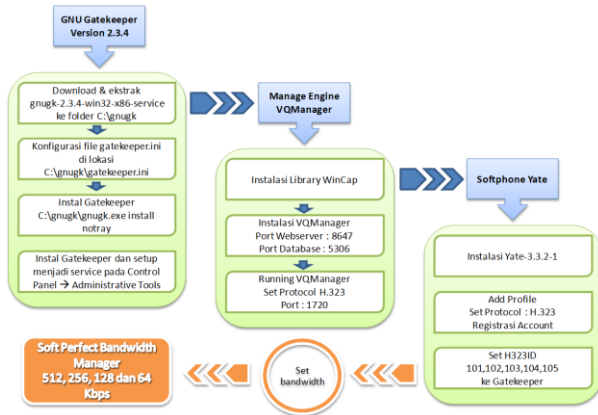 GNU Gatekeeper
Version 2.3.4
Download & ekstrak
gnugk-2.3.4-win32-x86-service
ke folder C:\gnugk
Konfigurasi file gatekeeper.ini
di lokasi
C:\gnugk\gatekeeper.ini
Instal Gatekeeper
C:\gnugk\gnugk.exe install
notray
Instal Gatekeeper dan setup
menjadi service pada Control
Panel → Administrative Tools
Manage Engine
VQManager
Instalasi Library WinCap
Instalasi VQManager
Port Webserver : 8647
Port Database : 5306
Running VQManager
Set Protocol H.323
Port : 1720
Softphone Yate
Instalasi Yate-3.3.2-1
Add Profile
Set Protocol : H.323
Registrasi Account
Set H323ID
101,102,103,104,105
ke Gatekeeper
Set
bandwidth
Soft Perfect Bandwidth
Manager
512, 256, 128 dan 64
Kbps